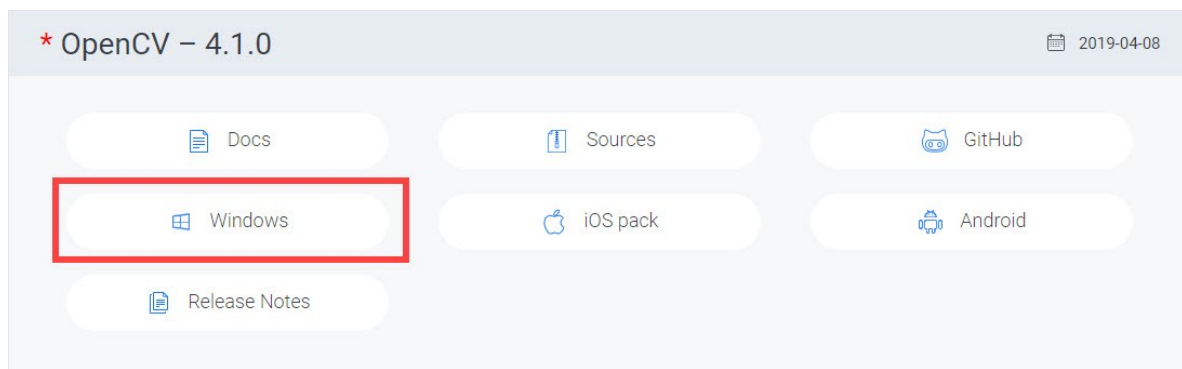 * OpenCV – 4.1.0 2019-04-08
Docs Sources GitHub
Windows iOS pack Android
Release Notes